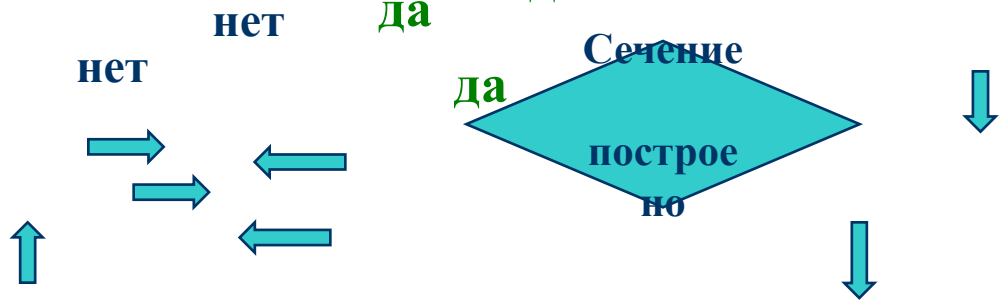 нет
да
нет
да
Сечение
построе
но